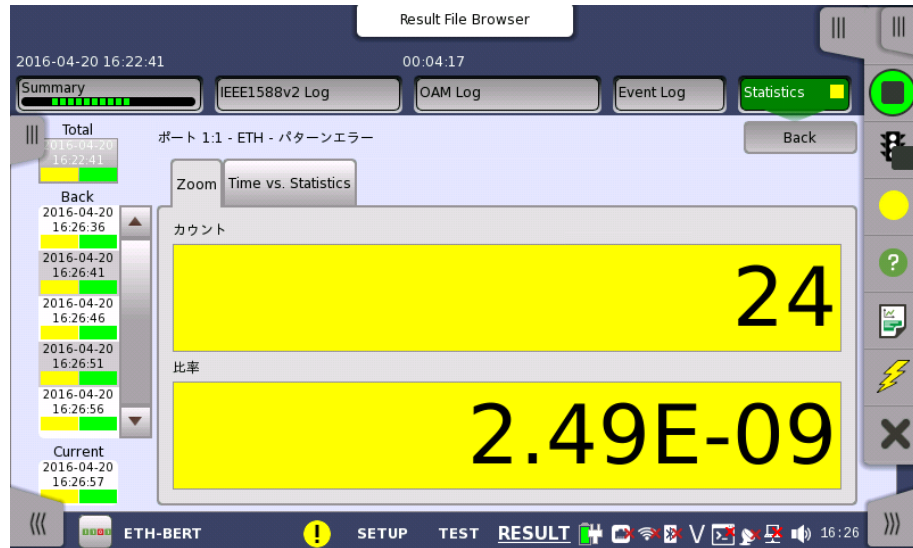 Result File Browser
2016-04-20 16:22:41
00:04:17
Summary
IEEE1588v2 Log
OAM Log
Event Log
Statistics
Total
2016-04-20
16:22:41
ポート 1:1 - ETH - パターンエラー
Back
Zoom
Time vs. Statistics
Back
2016-04-20
16:26:36
2016-04-20
16:26:41
2016-04-20
16:26:46
2016-04-20
16:26:51
2016-04-20
16:26:56
Current
2016-04-20
16:26:57
カウント
24
比率
2.49E-09
ETH-BERT
SETUP
TEST
RESULT
16:26